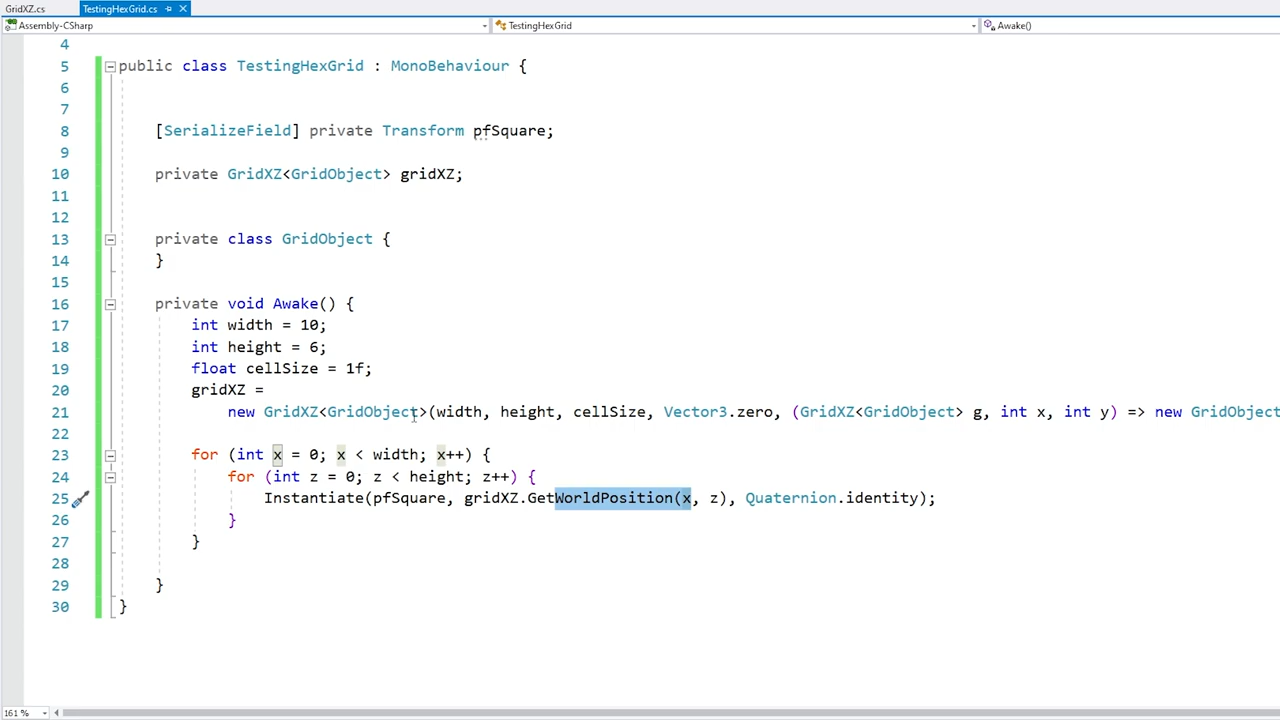 GridXZ.cs TestingHexGrid.cs
Assembly-CSharp TestingHexGrid Awake()
4
5 public class TestingHexGrid : MonoBehaviour {
6
7
8 [SerializeField] private Transform pfSquare;
9
10 private GridXZ<GridObject> gridXZ;
11
12
13 private class GridObject {
14 }
15
16 private void Awake() {
17 int width = 10;
18 int height = 6;
19 float cellSize = 1f;
20 gridXZ =
21 new GridXZ<GridObject>(width, height, cellSize, Vector3.zero, (GridXZ<GridObject> g, int x, int y) => new GridObject
22
23 for (int x = 0; x < width; x++) {
24 for (int z = 0; z < height; z++) {
25 Instantiate(pfSquare, gridXZ.GetWorldPosition(x, z), Quaternion.identity);
26 }
27 }
28
29 }
30 }
161 %